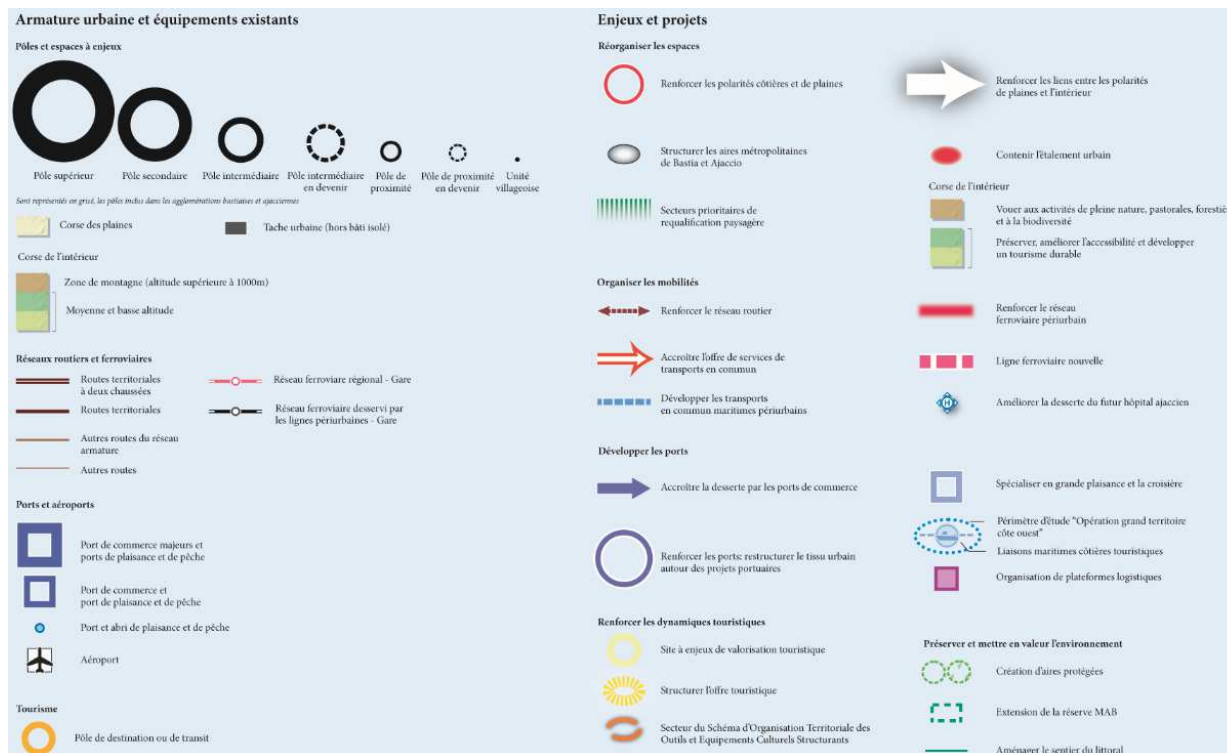 Armature urbaine et équipements existants
Pôles et espaces à enjeux
Pôle supérieur
Pôle secondaire
Pôle intermédiaire
Pôle intermédiaire
en devenir
Pôle de
proximité
Pôle de proximité
en devenir
Unité
villageoise
Sont représentés en grisé, les pôles inclus dans les agglomérations bastiaises et ajacciennes
Corse des plaines
Tache urbaine (hors bâti isolé)
Corse de l'intérieur
Zone de montagne (altitude supérieure à 1000m)
Moyenne et basse altitude
Réseaux routiers et ferroviaires
Routes territoriales
à deux chaussées
Réseau ferroviare régional - Gare
Routes territoriales
Réseau ferroviaire desservi par
les lignes périurbaines - Gare
Autres routes du réseau
armature
Autres routes
Ports et aéroports
Port de commerce majeurs et
ports de plaisance et de pêche
Port de commerce et
port de plaisance et de pêche
Port et abri de plaisance et de pêche
Aéroport
Tourisme
Pôle de destination ou de transit
Enjeux et projets
Réorganiser les espaces
Renforcer les polarités côtières et de plaines
Renforcer les liens entre les polarités
de plaines et l'intérieur
Structurer les aires métropolitaines
de Bastia et Ajaccio
Contenir l'étalement urbain
Secteurs prioritaires de
requalification paysagère
Corse de l'intérieur
Vouer aux activités de pleine nature, pastorales, forestiè
et à la biodiversité
Préserver, améliorer l'accessibilité et développer
un tourisme durable
Organiser les mobilités
Renforcer le réseau routier
Renforcer le réseau
ferroviaire périurbain
Accroître l'offre de services de
transports en commun
Ligne ferroviaire nouvelle
Développer les transports
en commun maritimes périurbains
H
Améliorer la desserte du futur hôpital ajaccien
Développer les ports
Accroître la desserte par les ports de commerce
Spécialiser en grande plaisance et la croisière
Renforcer les ports: restructurer le tissu urbain
autour des projets portuaires
Périmètre d'étude "Opération grand territoire
côte ouest"
Liaisons maritimes côtières touristiques
Organisation de plateformes logistiques
Renforcer les dynamiques touristiques
Site à enjeux de valorisation touristique
Structurer l'offre touristique
Secteur du Schéma d'Organisation Territoriale des
Outils et Equipements Culturels Structurants
Préserver et mettre en valeur l'environnement
Création d'aires protégées
Extension de la réserve MAB
Aménager le sentier du littoral